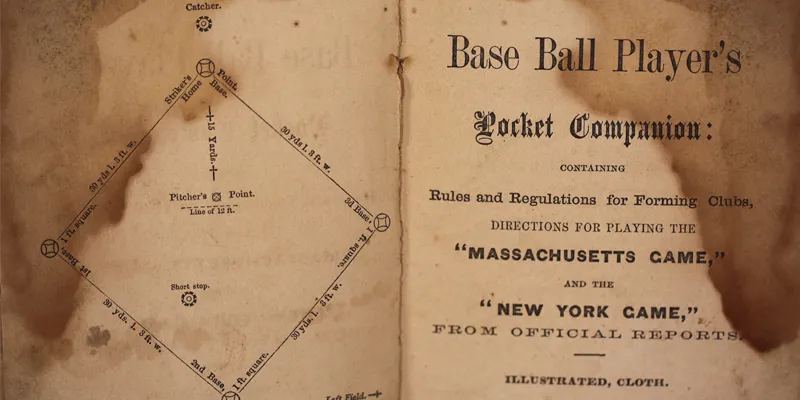 Catcher.
Striker's Point.
Home Base.
15 Yards.
30 yds 1. 3 ft. w.
30 yds 1. 3 ft. w.
Pitcher's Point.
Line of 12 ft.
3d Base.
1 ft. square.
1 ft. square.
1st Base.
Short stop.
30 yds. 1. 3 ft. w.
30 yds 1. 3 ft. w.
2nd Base,
1 ft. square.
Left Field.
Base Ball Player's
Pocket Companion:
CONTAINING
Rules and Regulations for Forming Clubs,
DIRECTIONS FOR PLAYING THE
"MASSACHUSETTS GAME,"
AND THE
"NEW YORK GAME,"
FROM OFFICIAL REPORTS.
ILLUSTRATED, CLOTH.